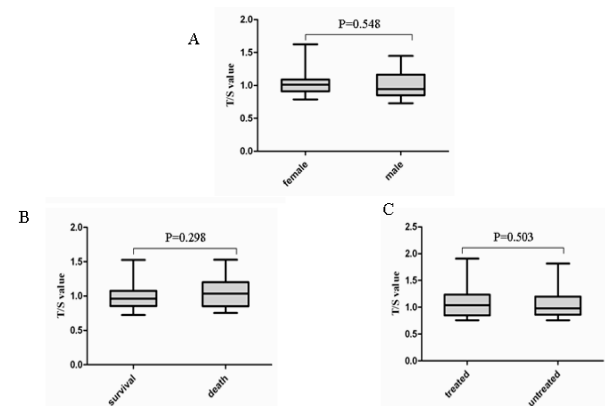 A
P=0.548
T/S value
2.0
1.5
1.0
0.5
0.0
female
male
B
P=0.298
T/S value
2.0
1.5
1.0
0.5
0.0
survival
death
C
P=0.503
T/S value
2.5
2.0
1.5
1.0
0.5
0.0
treated
untreated